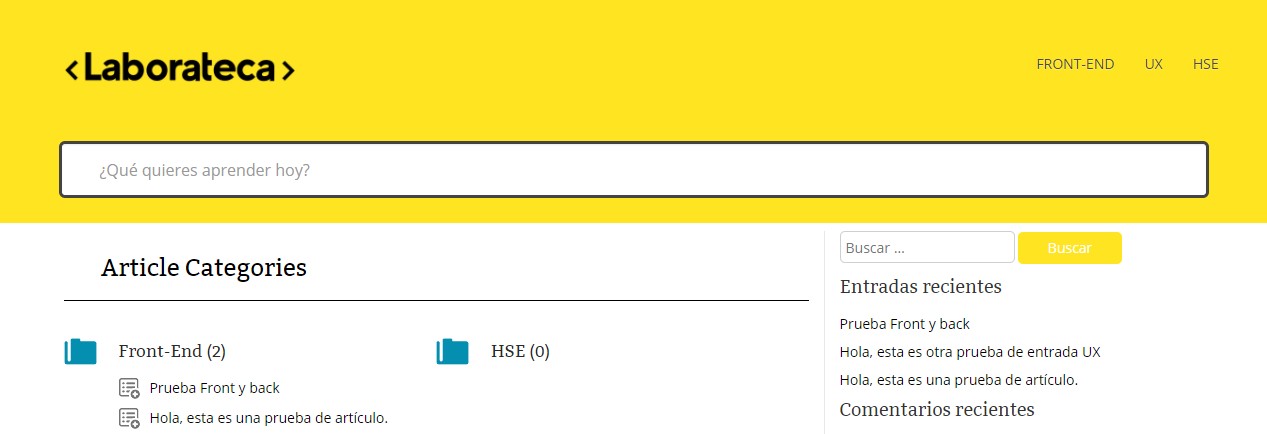 <Laborateca>
FRONT-END UX HSE
¿Qué quieres aprender hoy?
Article Categories
Front-End (2)
Prueba Front y back
Hola, esta es una prueba de artículo.
HSE (0)
Buscar ...
Buscar
Entradas recientes
Prueba Front y back
Hola, esta es otra prueba de entrada UX
Hola, esta es una prueba de artículo.
Comentarios recientes